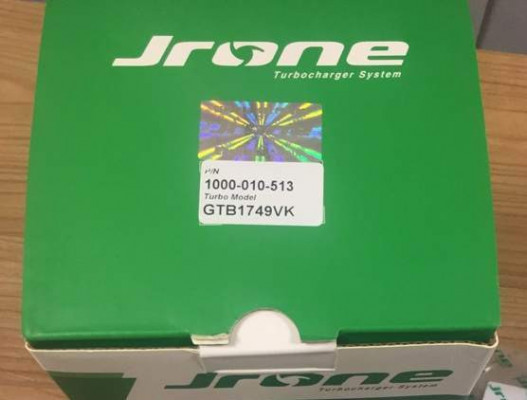 Jrone
Turbocharger System
P/N
1000-010-513
Turbo Model
GTB1749VK
Jrone
Turbocharger System